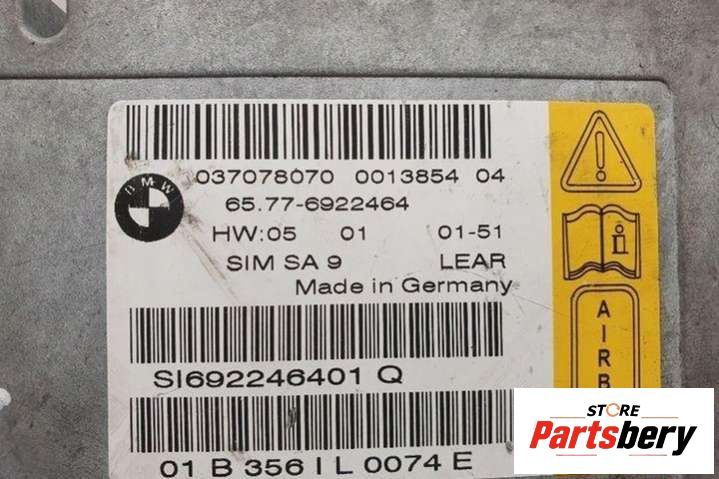 037078070 0013854 04
BMW
65.77-6922464
HW:05 01 01-51
SIM SA 9 LEAR
Made in Germany
SI692246401 Q
01 B 356 I L 0074 E
!
i
A
I
R
B
STORE
Partsbery